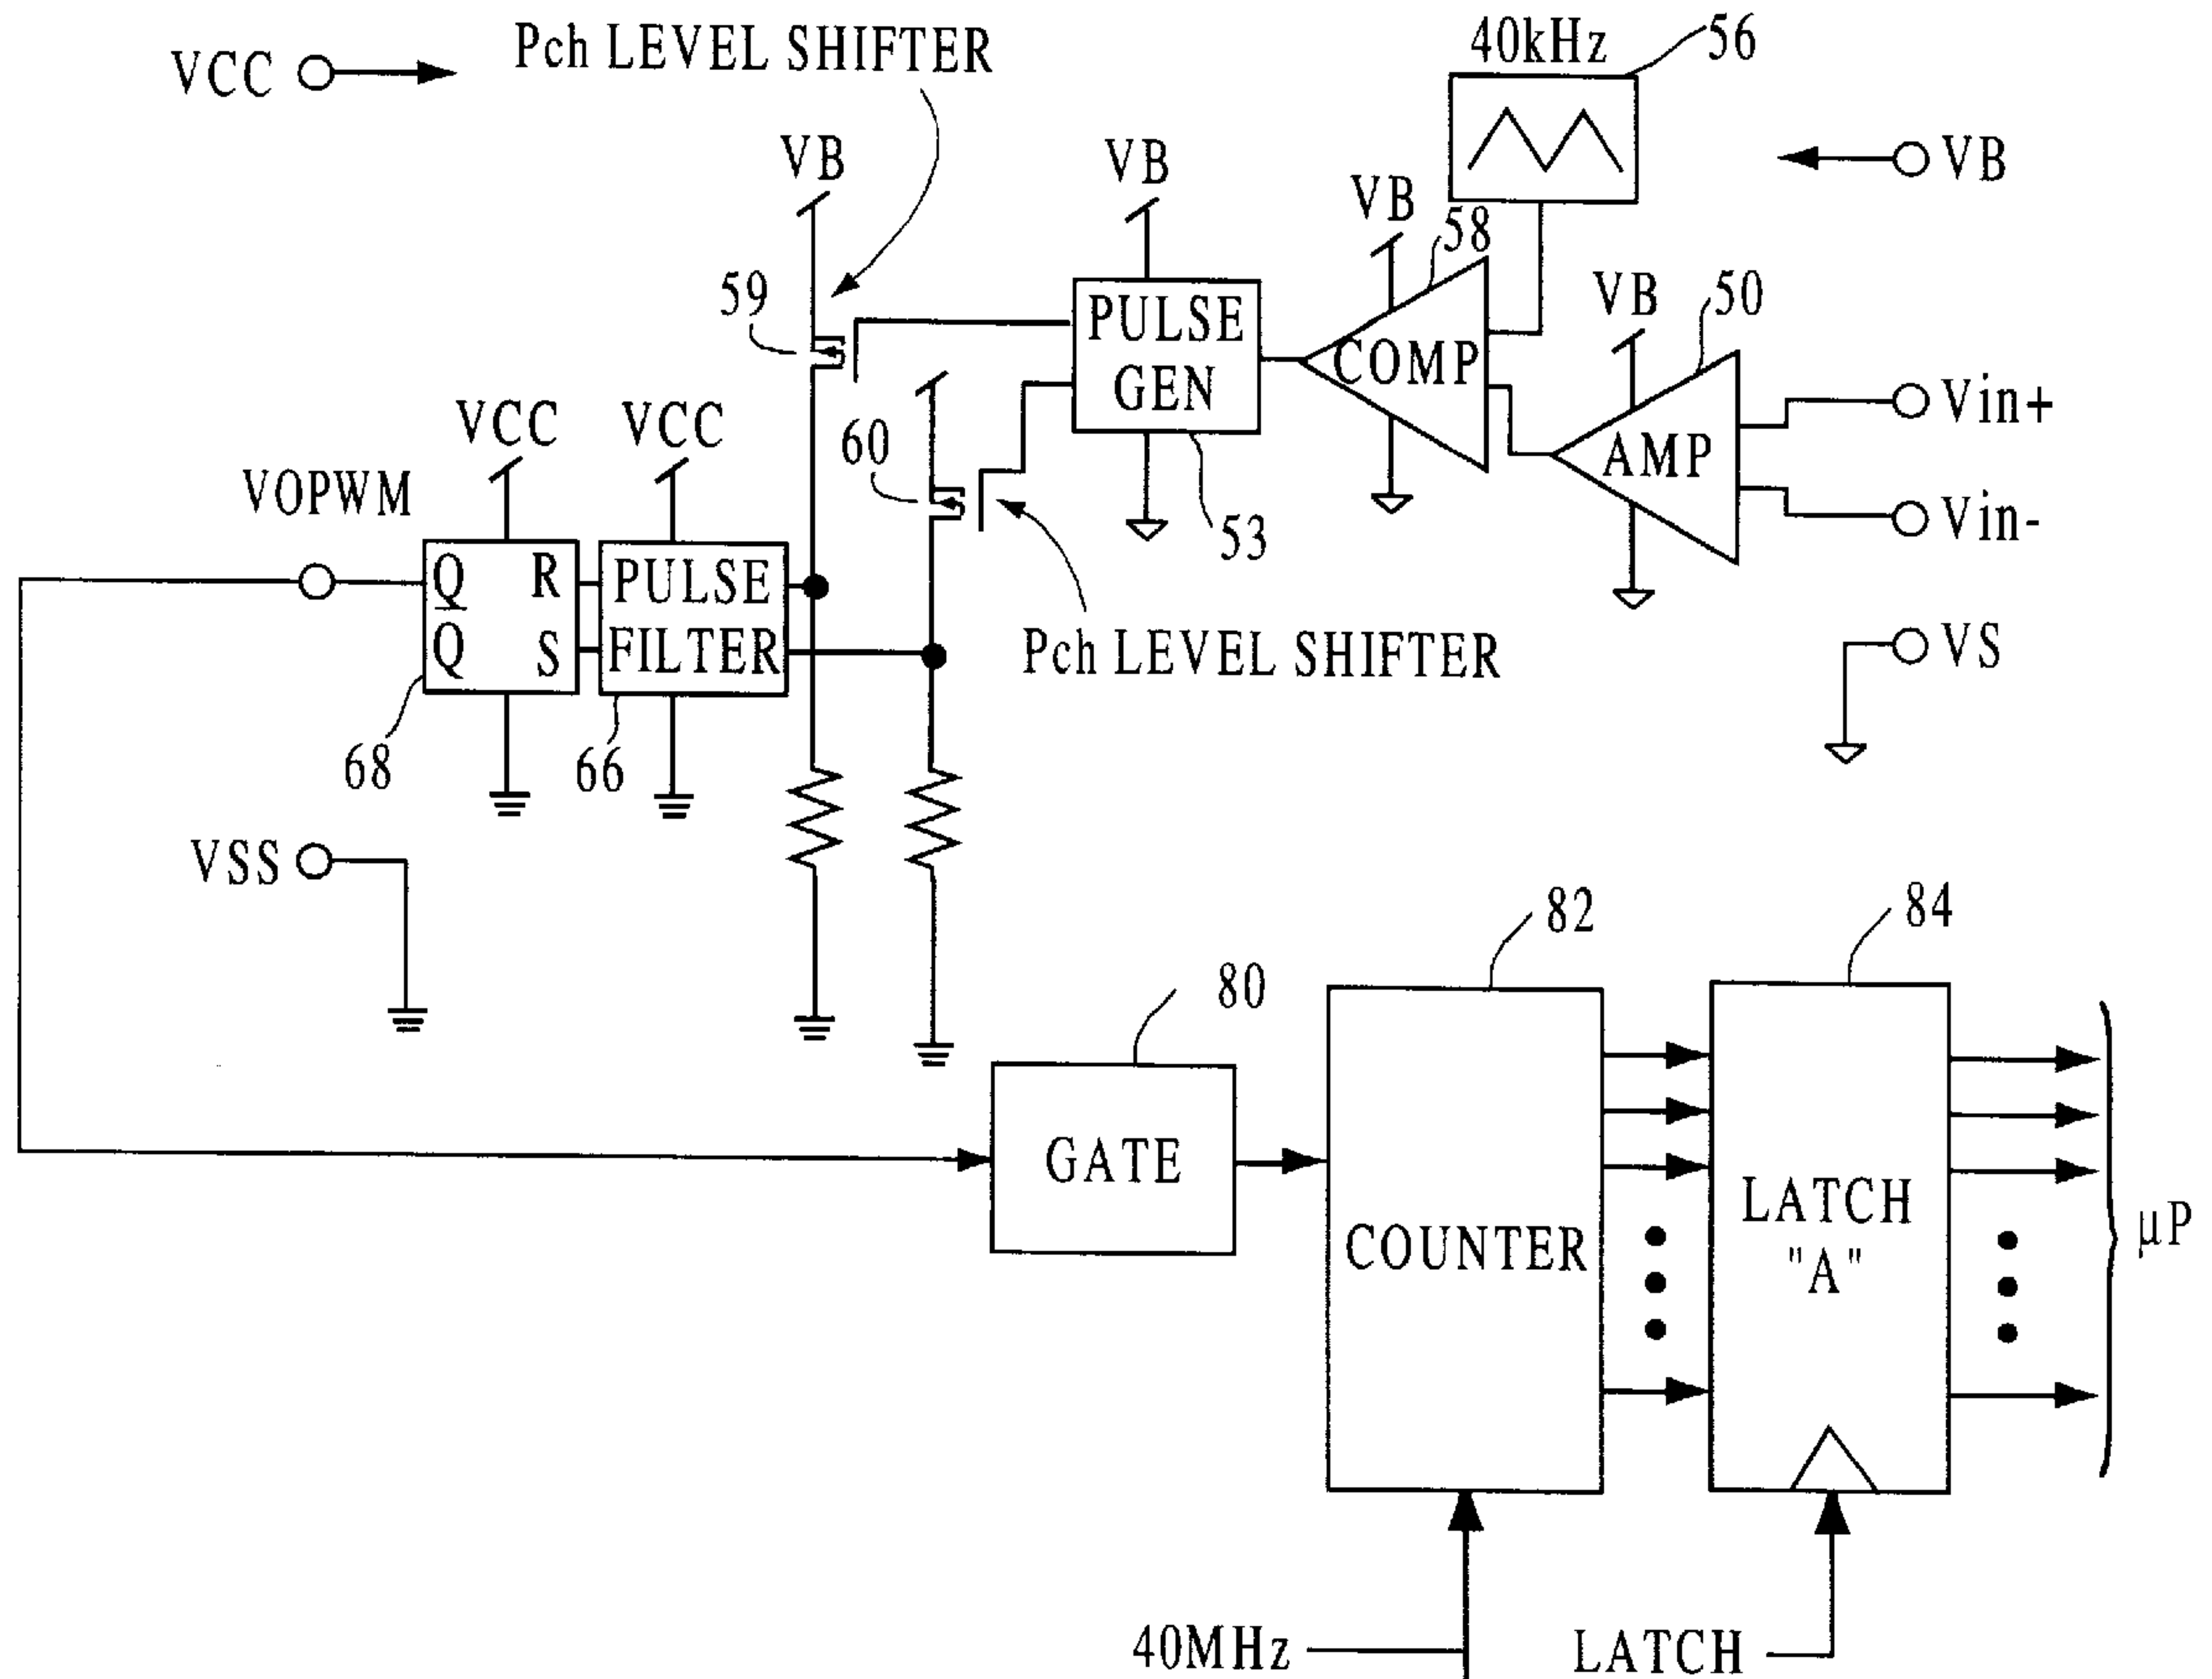 Pch LEVEL SHIFTER
40kHz
56
VCC
VB
VB
VB
VB
58
VB
50
59
PULSE
GEN
COMP
AMP
Vin+
Vin-
60
53
VCC
VCC
VOPWM
Q
R
PULSE
Q
S
FILTER
Pch LEVEL SHIFTER
VS
68
66
VSS
82
84
80
GATE
COUNTER
LATCH
"A"
μP
40MHz
LATCH